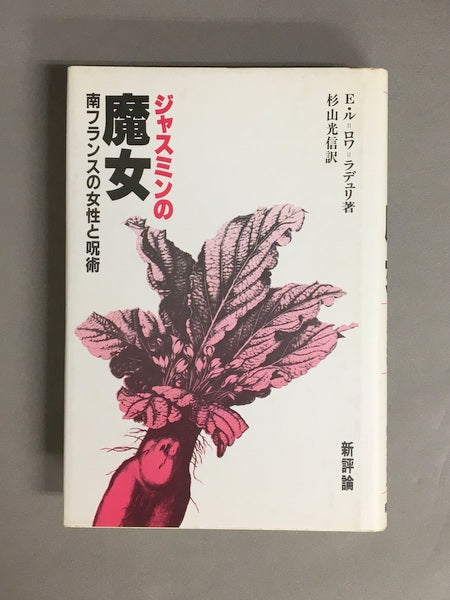 E・ル=ロワ=ラデュリ著
杉山光信訳
ジャスミンの
魔女
南フランスの女性と呪術
新評論